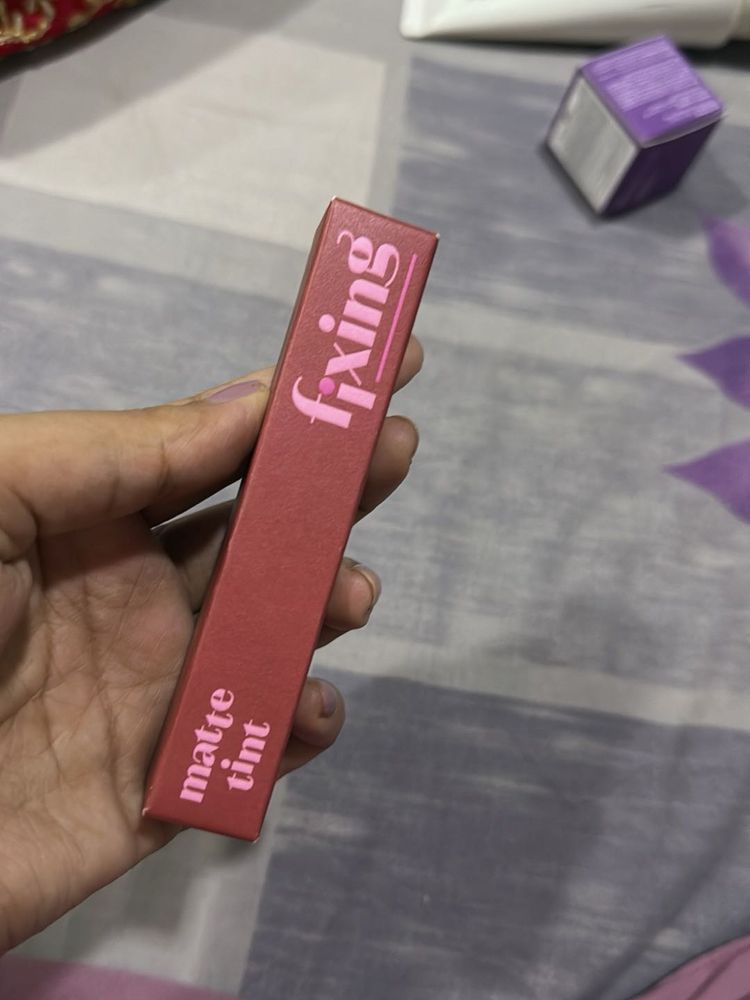 fixing
matte
tint